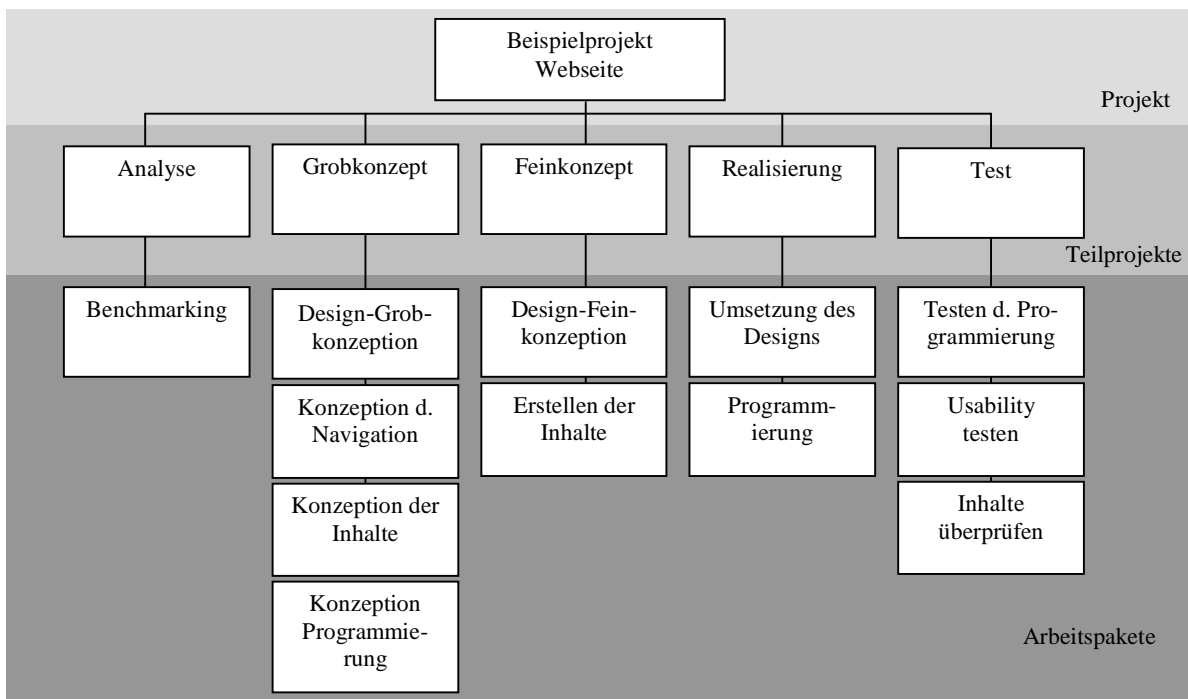 Beispielprojekt
Webseite
Projekt
Analyse
Grobkonzept
Feinkonzept
Realisierung
Test
Teilprojekte
Benchmarking
Design-Grob-
konzeption
Konzeption d.
Navigation
Konzeption der
Inhalte
Konzeption
Programmie-
rung
Design-Fein-
konzeption
Erstellen der
Inhalte
Umsetzung des
Designs
Programm-
ierung
Testen d. Pro-
grammierung
Usability
testen
Inhalte
überprüfen
Arbeitspakete